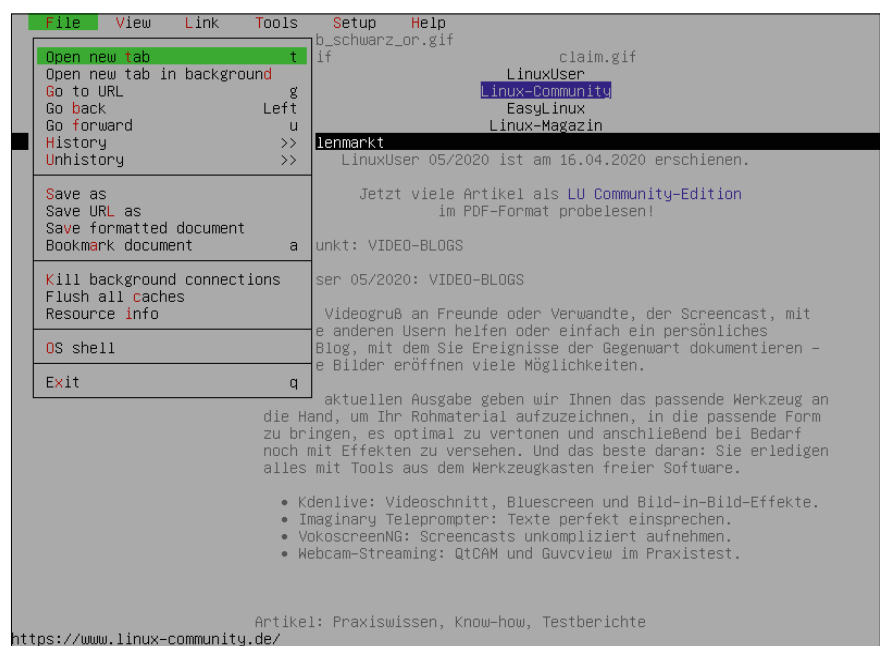 File View Link Tools Setup Help
b_schwarz_or.gif
Open new tab t if claim.gif
Open new tab in background LinuxUser
Go to URL g Linux-Community
Go back Left EasyLinux
Go forward u Linux-Magazin
History >> lenmarkt
Unhistory >> LinuxUser 05/2020 ist am 16.04.2020 erschienen.
Save as Jetzt viele Artikel als LU Community-Edition
Save URL as im PDF-Format probelesen!
Save formatted document
Bookmark document a unkt: VIDEO-BLOGS
Kill background connections ser 05/2020: VIDEO-BLOGS
Flush all caches
Resource info Videogruß an Freunde oder Verwandte, der Screencast, mit
e anderen Usern helfen oder einfach ein persönliches
OS shell Blog, mit dem Sie Ereignisse der Gegenwart dokumentieren –
e Bilder eröffnen viele Möglichkeiten.
Exit q
aktuellen Ausgabe geben wir Ihnen das passende Werkzeug an
die Hand, um Ihr Rohmaterial aufzuzeichnen, in die passende Form
zu bringen, es optimal zu vertonen und anschließend bei Bedarf
noch mit Effekten zu versehen. Und das beste daran: Sie erledigen
alles mit Tools aus dem Werkzeugkasten freier Software.
• Kdenlive: Videoschnitt, Bluescreen und Bild-in-Bild-Effekte.
• Imaginary Teleprompter: Texte perfekt einsprechen.
• VokoscreenNG: Screencasts unkompliziert aufnehmen.
• Webcam-Streaming: QtCAM und Guvcview im Praxistest.
Artikel: Praxiswissen, Know-how, Testberichte
https://www.linux-community.de/